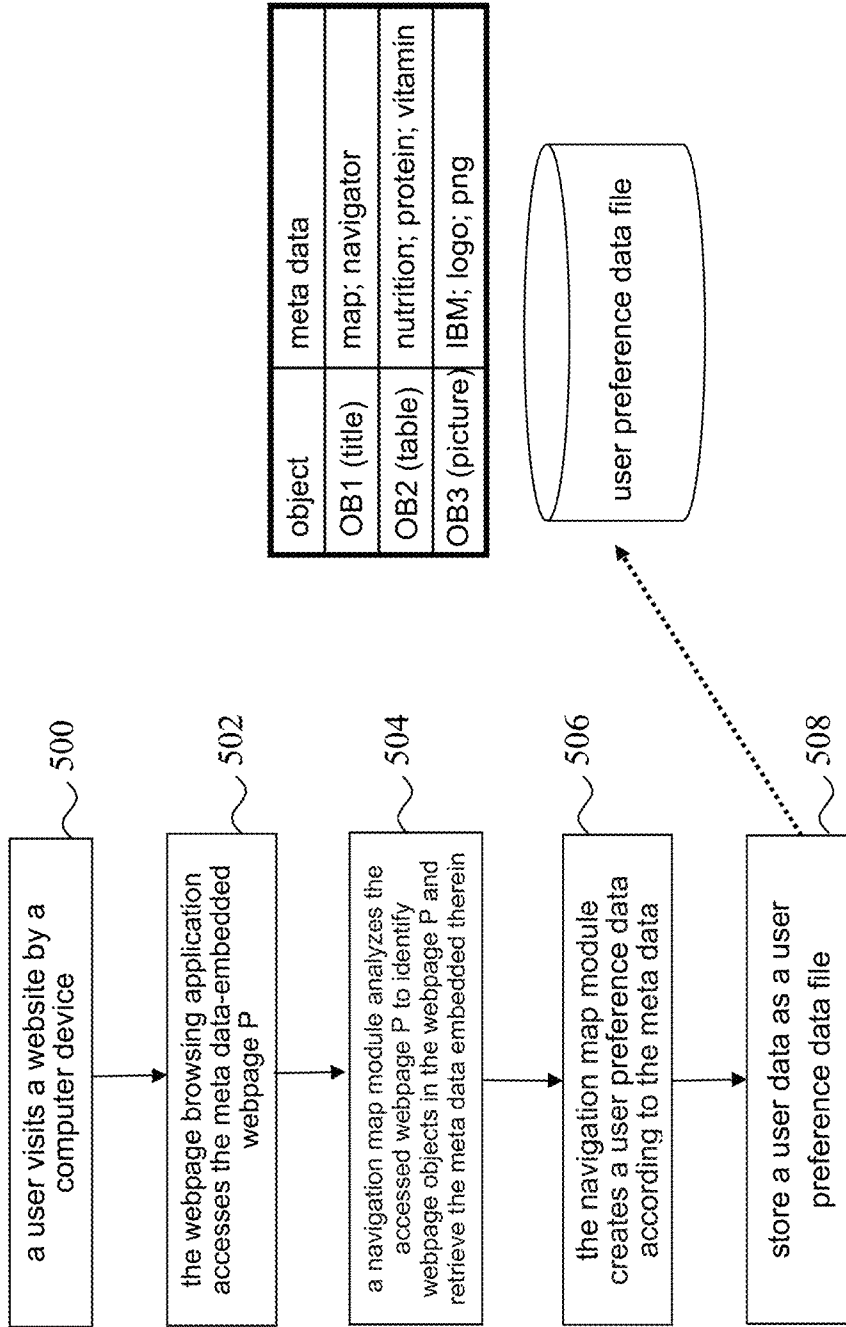 a user visits a website by a
computer device
500
the webpage browsing application
accesses the meta data-embedded
webpage P
502
a navigation map module analyzes the
accessed webpage P to identify
webpage objects in the webpage P and
retrieve the meta data embedded therein
504
the navigation map module
creates a user preference data
according to the meta data
506
store a user data as a user
preference data file
508
object meta data
OB1 (title) map; navigator
OB2 (table) nutrition; protein; vitamin
OB3 (picture) IBM; logo; png
user preference data file